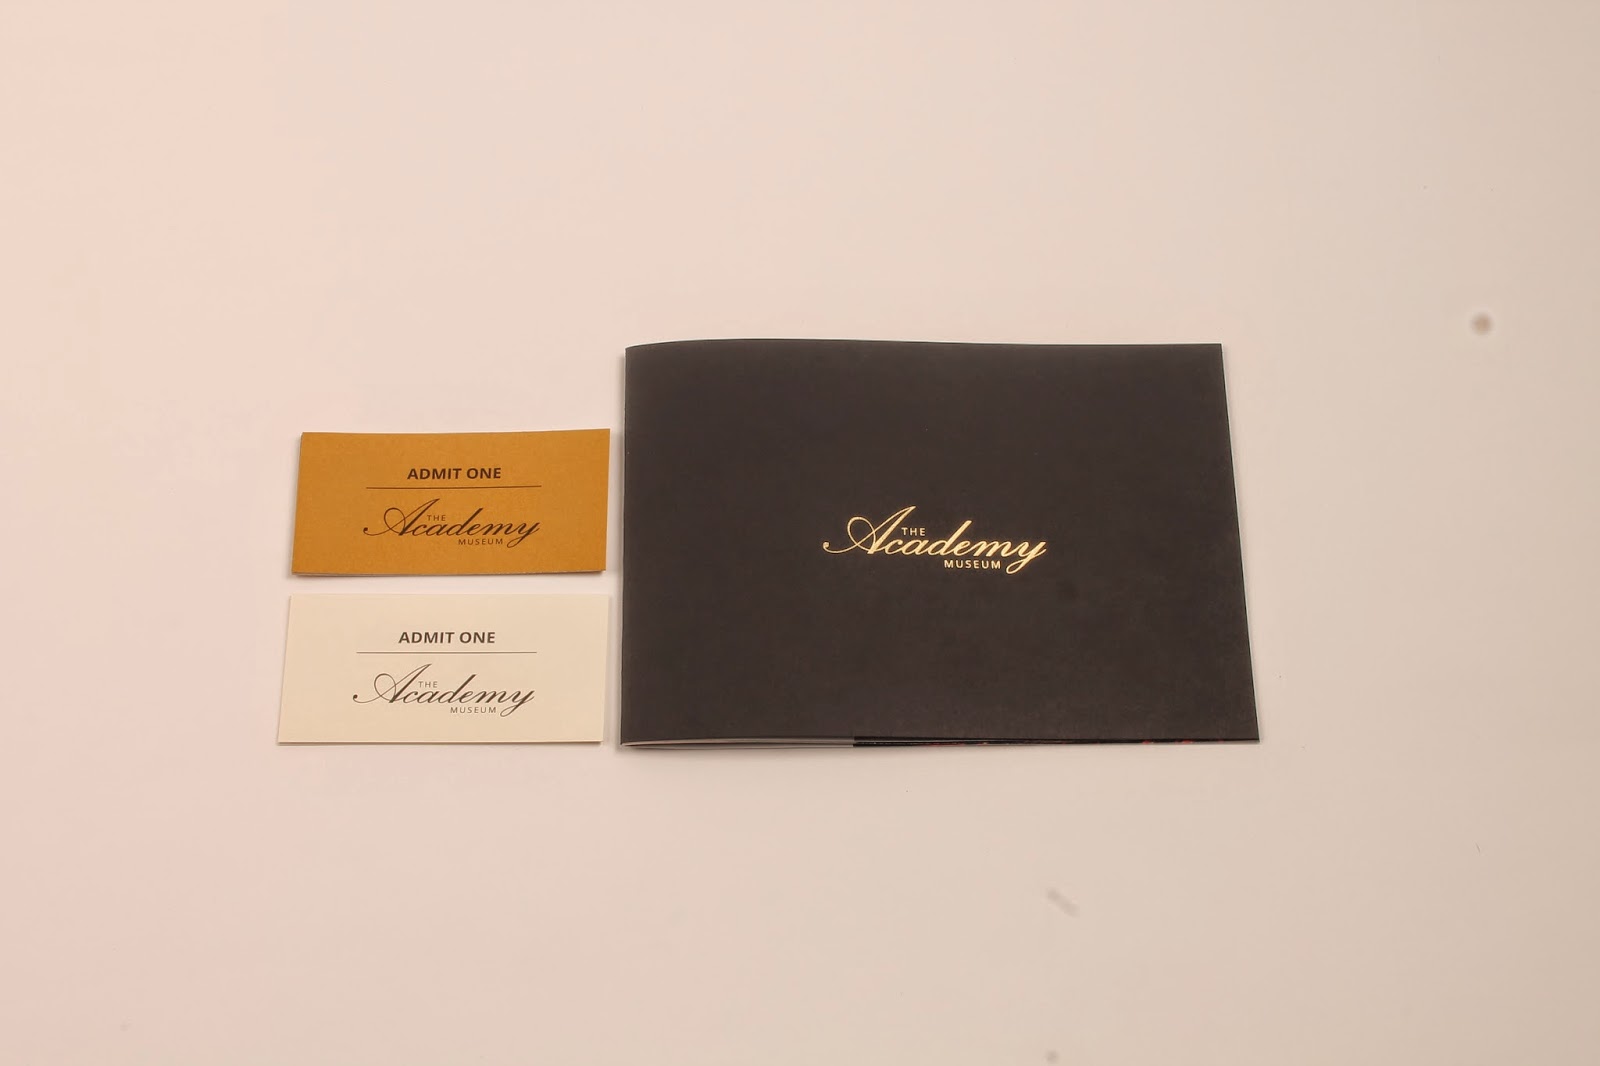 ADMIT ONE
THE
Academy
MUSEUM
ADMIT ONE
THE
Academy
MUSEUM
THE
Academy
MUSEUM